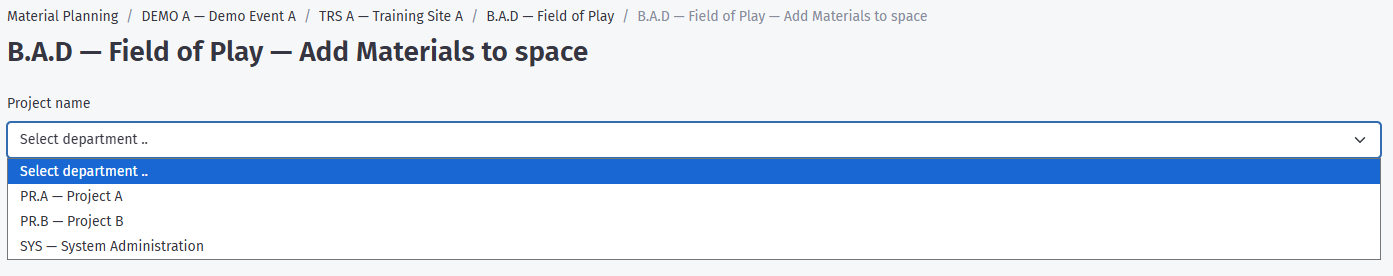 Material Planning / DEMO A — Demo Event A / TRS A — Training Site A / B.A.D — Field of Play / B.A.D — Field of Play — Add Materials to space
B.A.D — Field of Play — Add Materials to space
Project name
Select department ..
Select department ..
PR.A — Project A
PR.B — Project B
SYS — System Administration